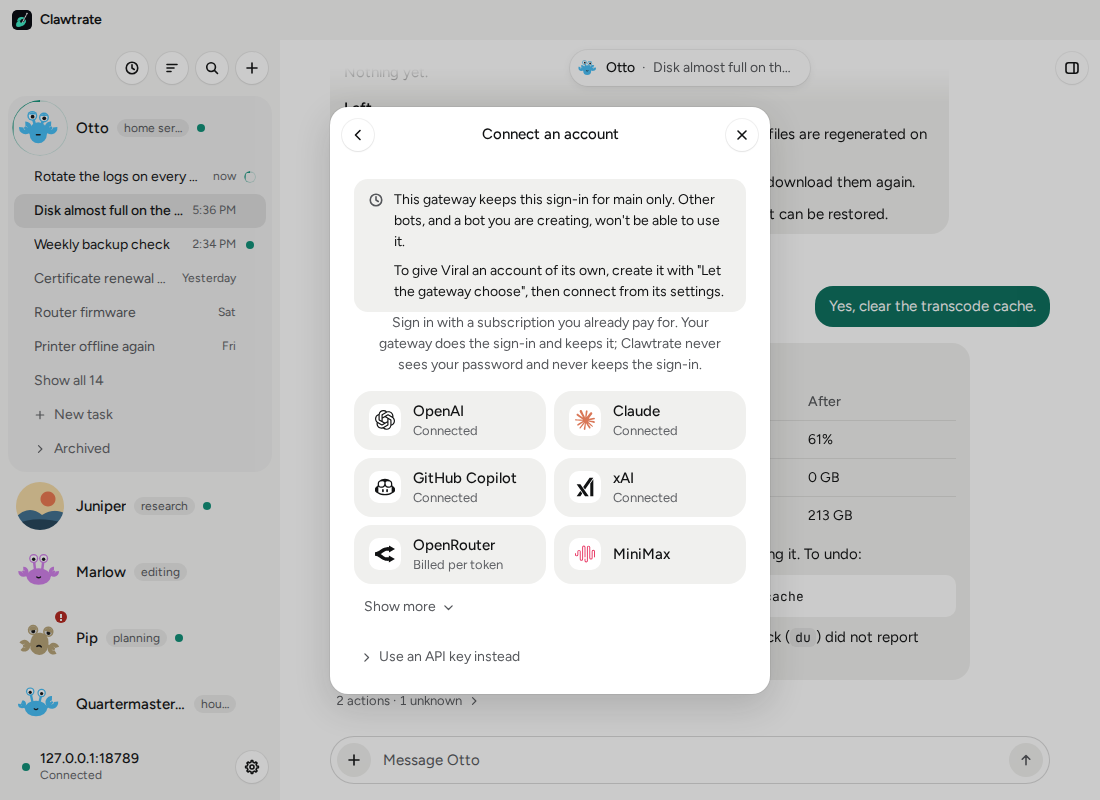 Clawtrate
Otto
home ser...
Rotate the logs on every ...
now
Disk almost full on the ...
5:36 PM
Weekly backup check
2:34 PM
Certificate renewal ...
Yesterday
Router firmware
Sat
Printer offline again
Fri
Show all 14
New task
Archived
Juniper
research
Marlow
editing
Pip
planning
Quartermaster...
hou...
127.0.0.1:18789
Connected
Nothing yet.
Otto · Disk almost full on th...
Left
files are regenerated on
download them again.
t can be restored.
Yes, clear the transcode cache.
After
61%
0 GB
213 GB
ng it. To undo:
cache
ck ( du ) did not report
2 actions · 1 unknown
Message Otto
Connect an account
This gateway keeps this sign-in for main only. Other
bots, and a bot you are creating, won't be able to use
it.
To give Viral an account of its own, create it with "Let
the gateway choose", then connect from its settings.
Sign in with a subscription you already pay for. Your
gateway does the sign-in and keeps it; Clawtrate never
sees your password and never keeps the sign-in.
OpenAI
Connected
Claude
Connected
GitHub Copilot
Connected
xAI
Connected
OpenRouter
Billed per token
MiniMax
Show more
Use an API key instead